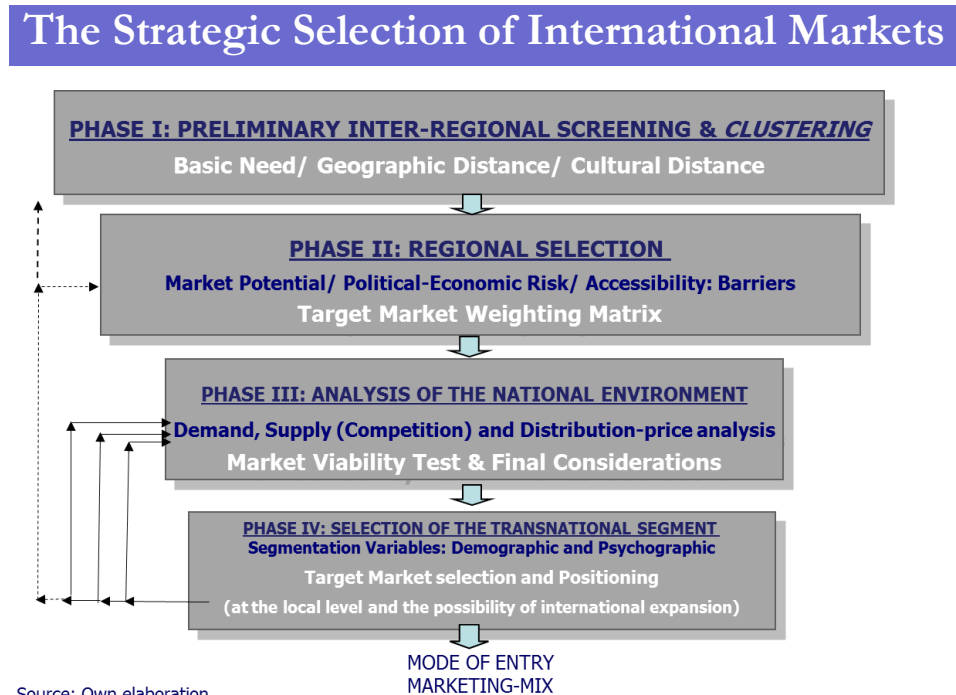 The Strategic Selection of International Markets
PHASE I: PRELIMINARY INTER-REGIONAL SCREENING & CLUSTERING
Basic Need/ Geographic Distance/ Cultural Distance
PHASE II: REGIONAL SELECTION
Market Potential/ Political-Economic Risk/ Accessibility: Barriers
Target Market Weighting Matrix
PHASE III: ANALYSIS OF THE NATIONAL ENVIRONMENT
Demand, Supply (Competition) and Distribution-price analysis
Market Viability Test & Final Considerations
PHASE IV: SELECTION OF THE TRANSNATIONAL SEGMENT
Segmentation Variables: Demographic and Psychographic
Target Market selection and Positioning
(at the local level and the possibility of international expansion)
MODE OF ENTRY
MARKETING-MIX
Source: Own elaboration